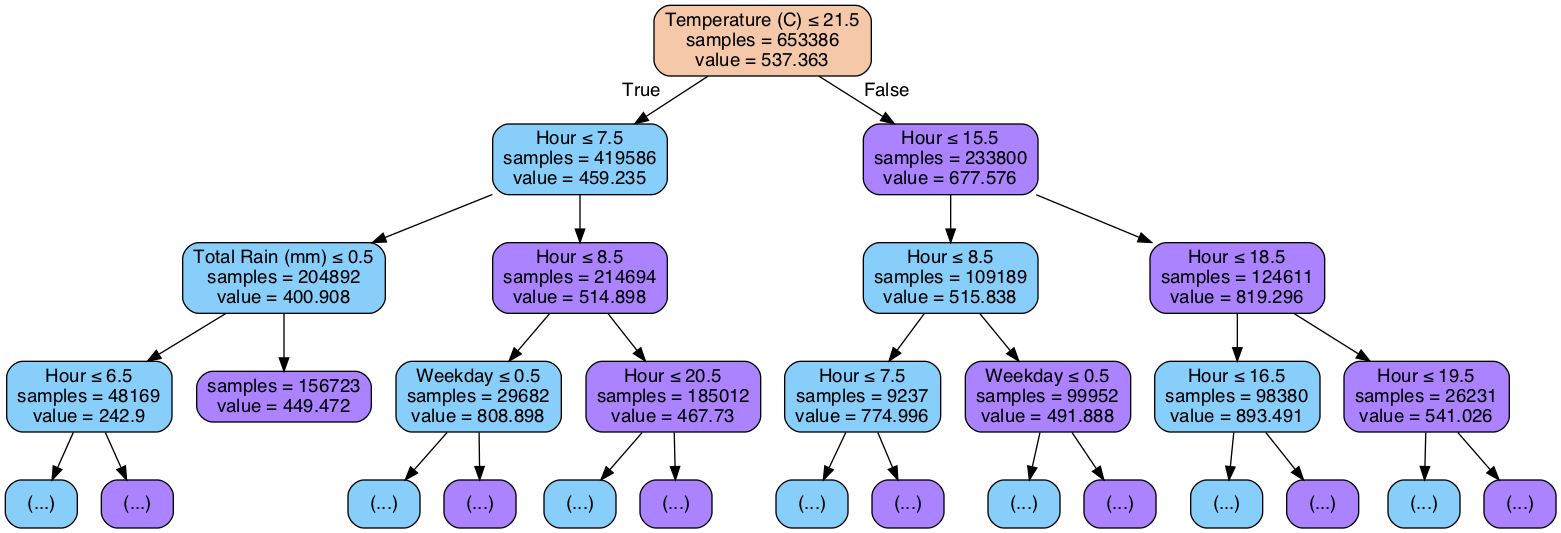 Temperature (C) ≤ 21.5
samples = 653386
value = 537.363
True
False
Hour ≤ 7.5
samples = 419586
value = 459.235
Hour ≤ 15.5
samples = 233800
value = 677.576
Total Rain (mm) ≤ 0.5
samples = 204892
value = 400.908
Hour ≤ 8.5
samples = 214694
value = 514.898
Hour ≤ 8.5
samples = 109189
value = 515.838
Hour ≤ 18.5
samples = 124611
value = 819.296
Hour ≤ 6.5
samples = 48169
value = 242.9
samples = 156723
value = 449.472
Weekday ≤ 0.5
samples = 29682
value = 808.898
Hour ≤ 20.5
samples = 185012
value = 467.73
Hour ≤ 7.5
samples = 9237
value = 774.996
Weekday ≤ 0.5
samples = 99952
value = 491.888
Hour ≤ 16.5
samples = 98380
value = 893.491
Hour ≤ 19.5
samples = 26231
value = 541.026
(...)
(...)
(...)
(...)
(...)
(...)
(...)
(...)
(...)
(...)
(...)
(...)
(...)
(...)